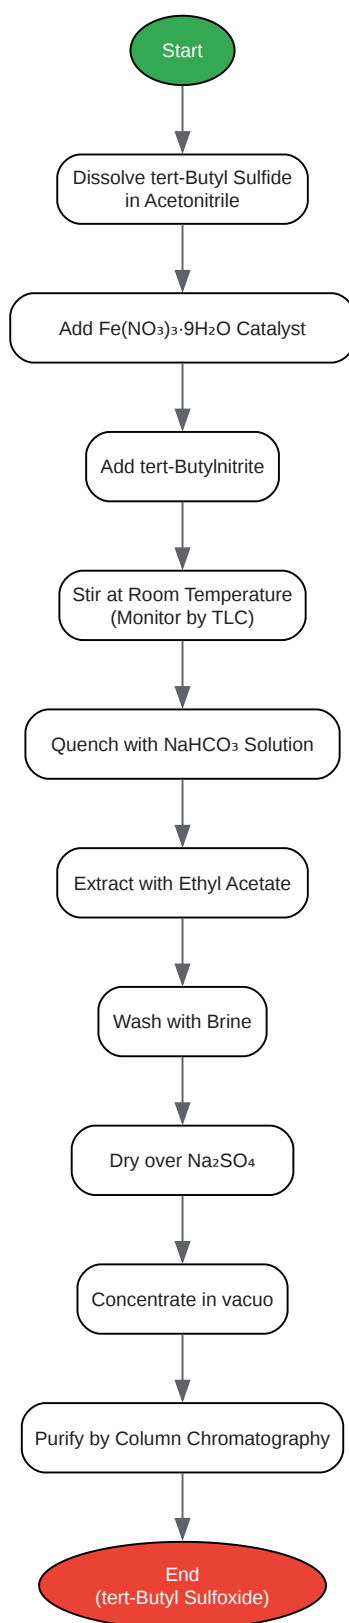 Start
Dissolve tert-Butyl Sulfide
in Acetonitrile
Add Fe(NO₃)₃·9H₂O Catalyst
Add tert-Butylnitrite
Stir at Room Temperature
(Monitor by TLC)
Quench with NaHCO₃ Solution
Extract with Ethyl Acetate
Wash with Brine
Dry over Na₂SO₄
Concentrate in vacuo
Purify by Column Chromatography
End
(tert-Butyl Sulfoxide)